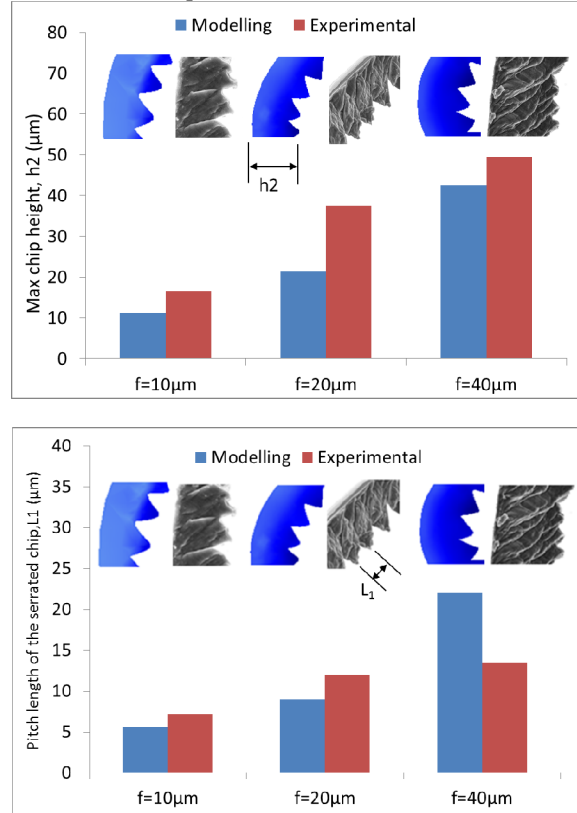 Modelling Experimental
Max chip height, h2 (µm)
80
70
60
50
40
30
20
10
0
h2
f=10µm f=20µm f=40µm
Modelling Experimental
Pitch length of the serrated chip,L1 (µm)
40
35
30
25
20
15
10
5
0
L1
f=10µm f=20µm f=40µm